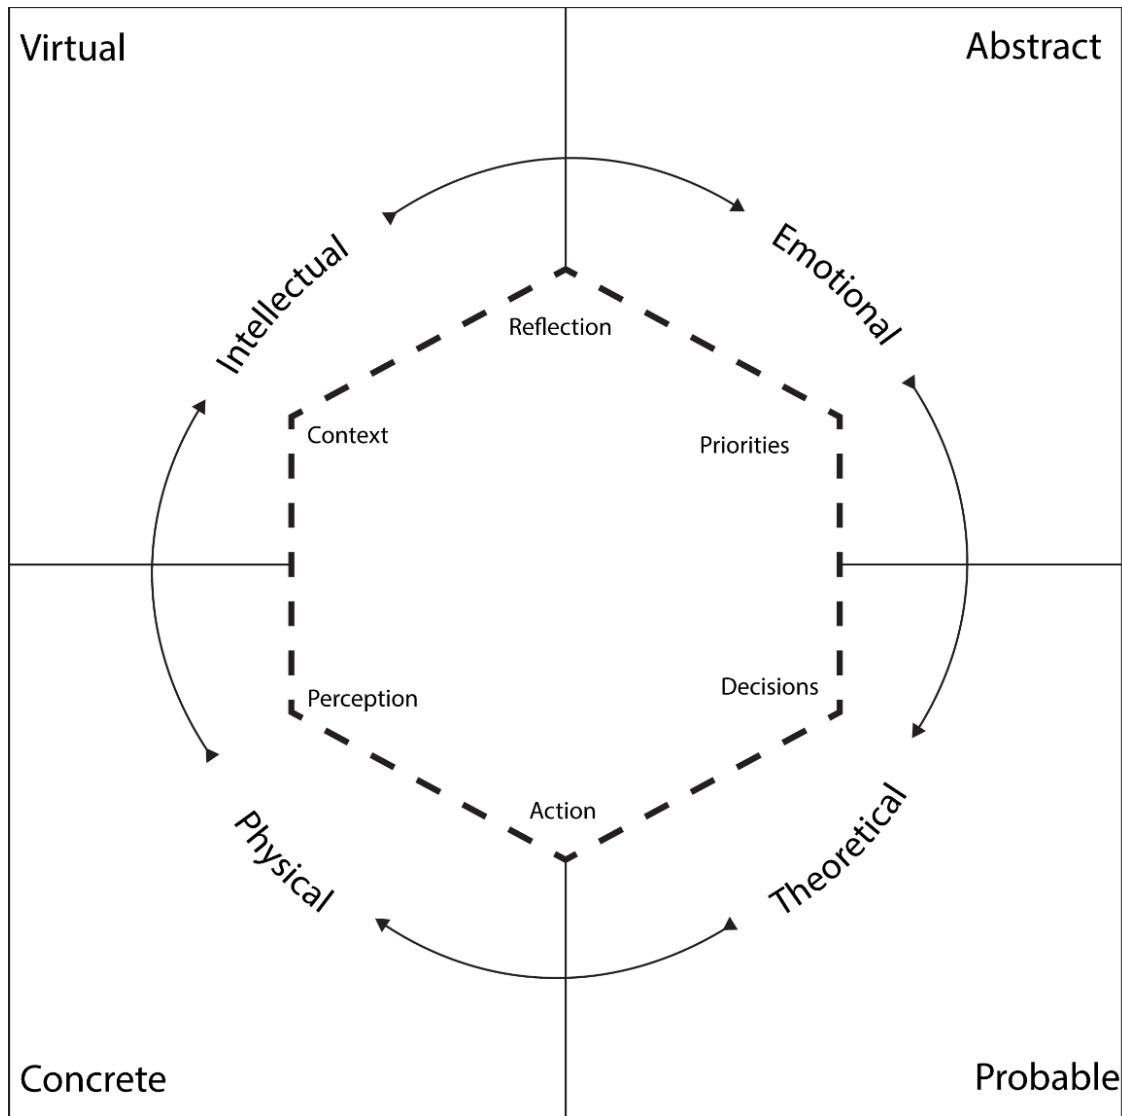 Virtual
Abstract
Intellectual
Emotional
Reflection
Context
Priorities
Perception
Decisions
Action
Physical
Theoretical
Concrete
Probable